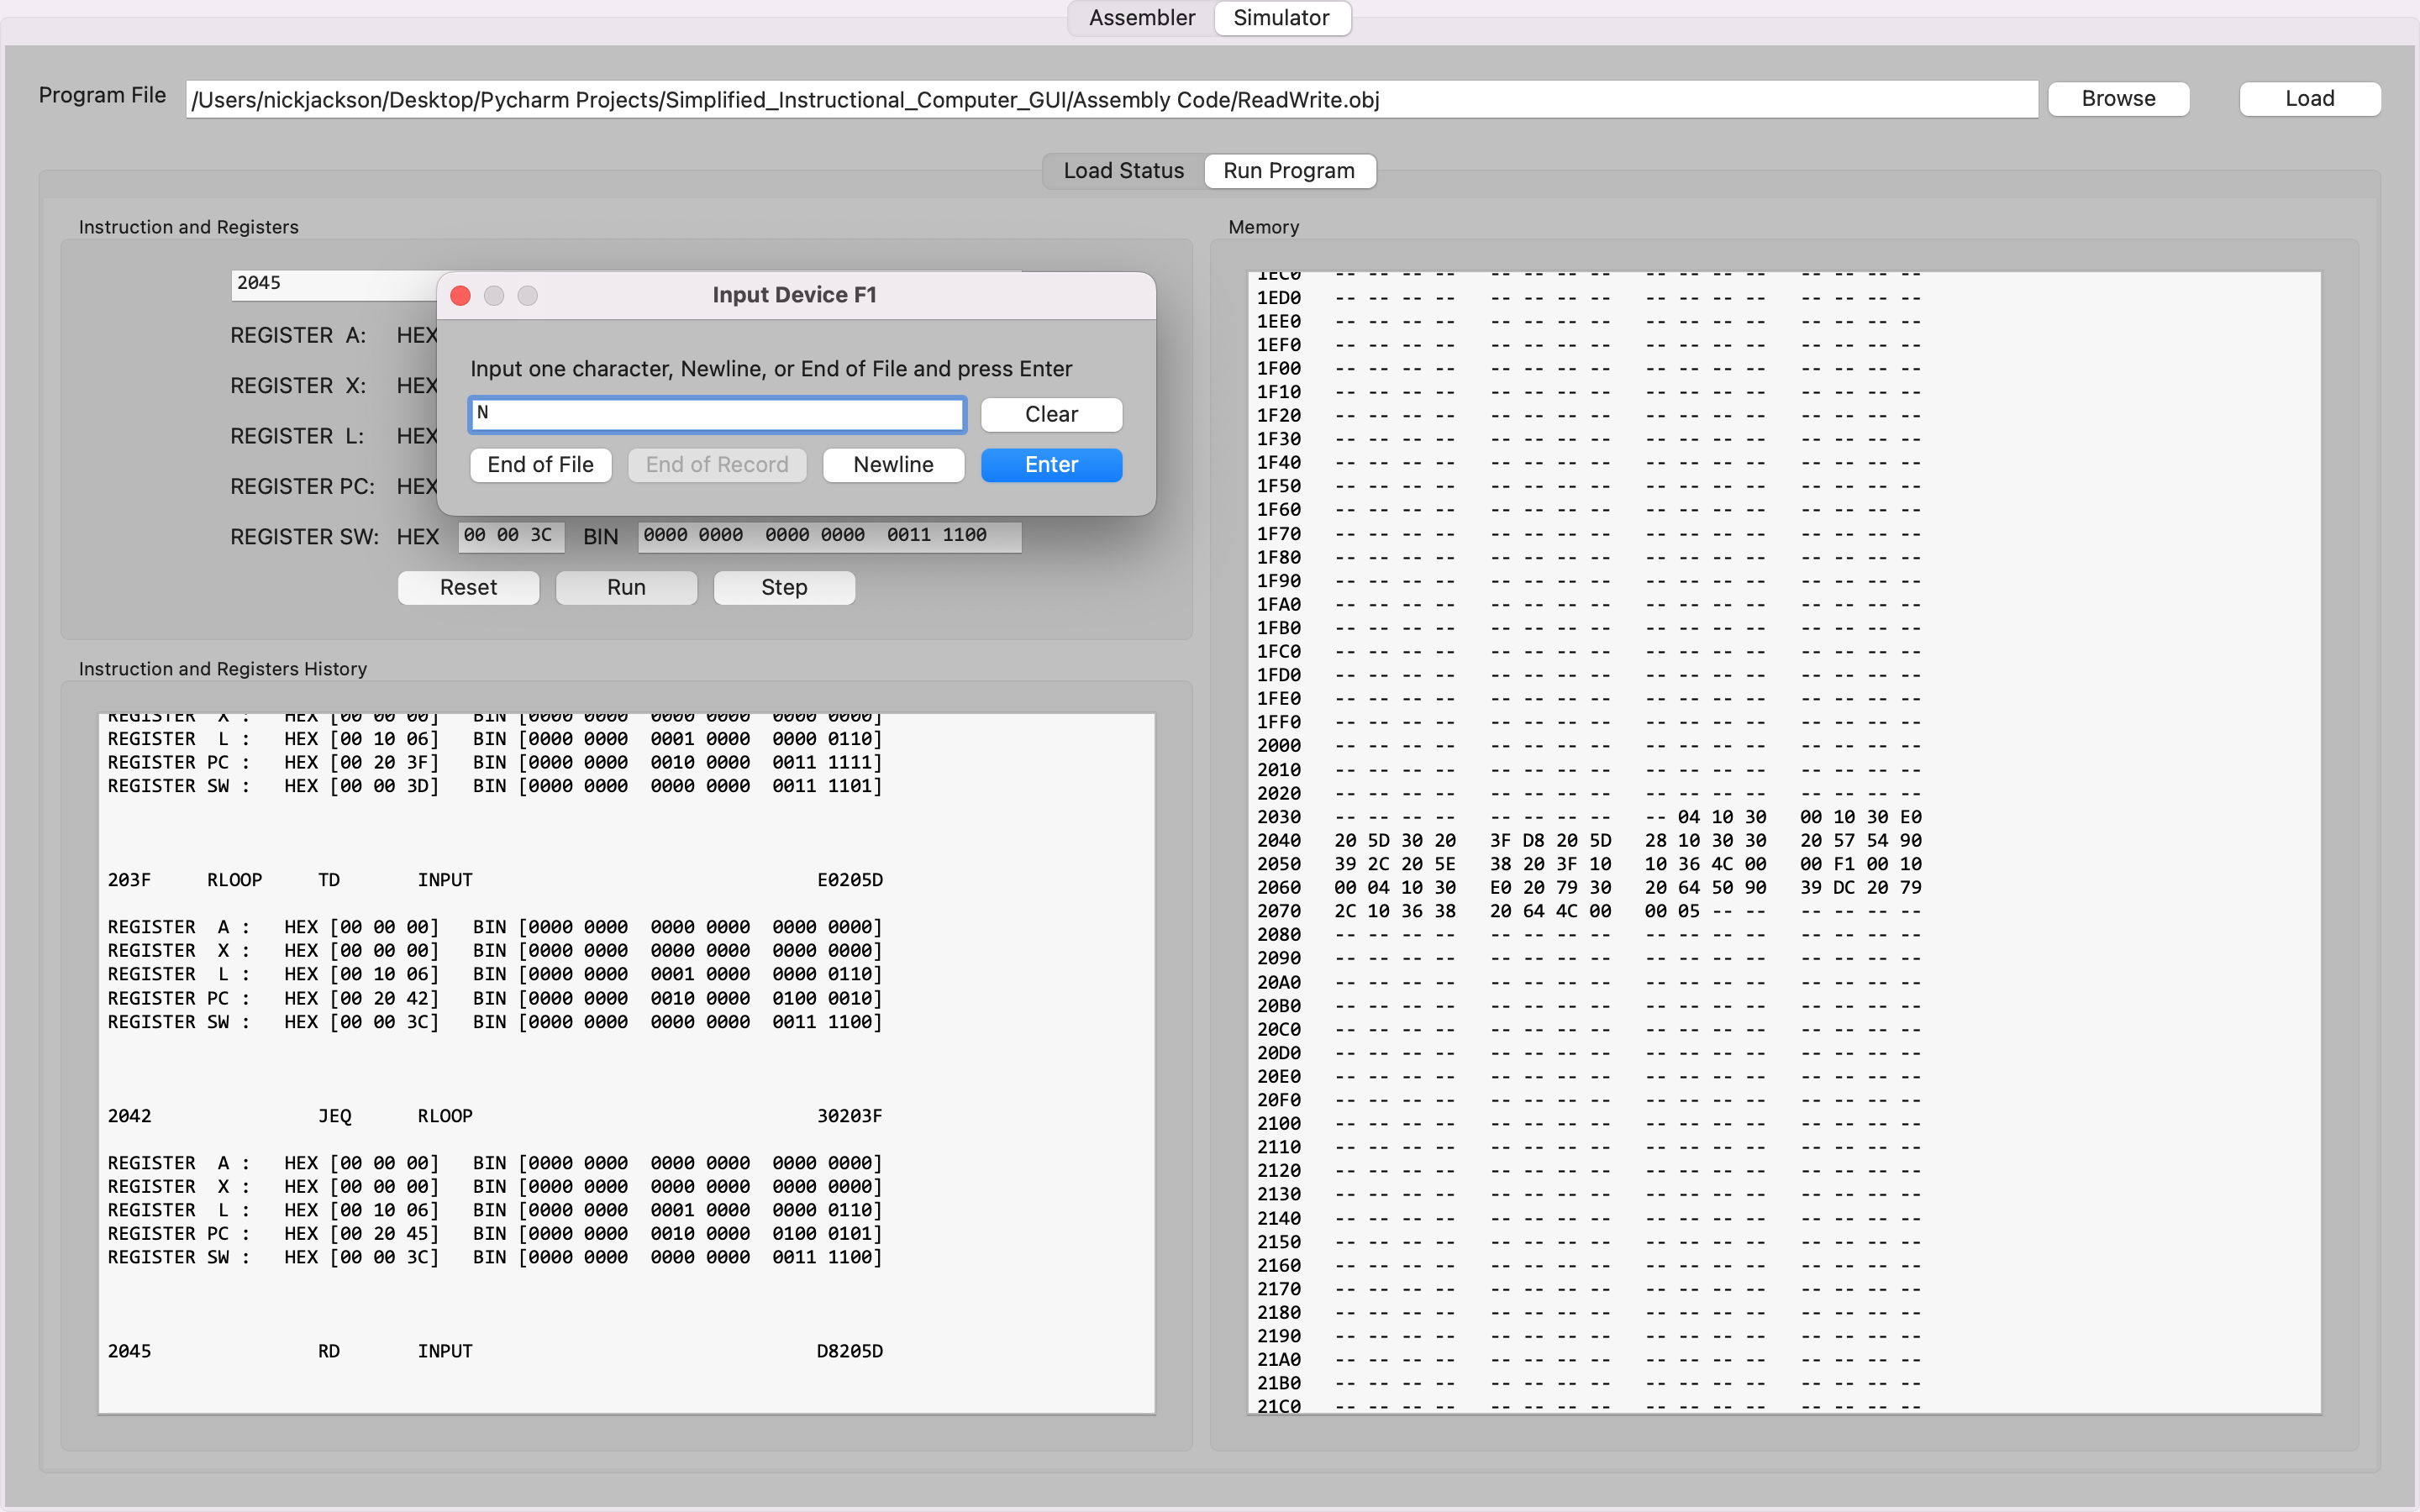 Assembler Simulator
Program File /Users/nickjackson/Desktop/Pycharm Projects/Simplified_Instructional_Computer_GUI/Assembly Code/ReadWrite.obj Browse Load
Load Status Run Program
Instruction and Registers
2045
REGISTER A: HEX
REGISTER X: HEX
REGISTER L: HEX
REGISTER PC: HEX
REGISTER SW: HEX 00 00 3C BIN 0000 0000 0000 0000 0011 1100
Reset Run Step
Input Device F1
Input one character, Newline, or End of File and press Enter
N Clear
End of File End of Record Newline Enter
Instruction and Registers History
REGISTER X : HEX [00 00 00] BIN [0000 0000 0000 0000 0000 0000]
REGISTER L : HEX [00 10 06] BIN [0000 0000 0001 0000 0000 0110]
REGISTER PC : HEX [00 20 3F] BIN [0000 0000 0010 0000 0011 1111]
REGISTER SW : HEX [00 00 3D] BIN [0000 0000 0000 0000 0011 1101]
203F RLOOP TD INPUT E0205D
REGISTER A : HEX [00 00 00] BIN [0000 0000 0000 0000 0000 0000]
REGISTER X : HEX [00 00 00] BIN [0000 0000 0000 0000 0000 0000]
REGISTER L : HEX [00 10 06] BIN [0000 0000 0001 0000 0000 0110]
REGISTER PC : HEX [00 20 42] BIN [0000 0000 0010 0000 0100 0010]
REGISTER SW : HEX [00 00 3C] BIN [0000 0000 0000 0000 0011 1100]
2042 JEQ RLOOP 30203F
REGISTER A : HEX [00 00 00] BIN [0000 0000 0000 0000 0000 0000]
REGISTER X : HEX [00 00 00] BIN [0000 0000 0000 0000 0000 0000]
REGISTER L : HEX [00 10 06] BIN [0000 0000 0001 0000 0000 0110]
REGISTER PC : HEX [00 20 45] BIN [0000 0000 0010 0000 0100 0101]
REGISTER SW : HEX [00 00 3C] BIN [0000 0000 0000 0000 0011 1100]
2045 RD INPUT D8205D
Memory
1EC0 -- -- -- -- -- -- -- -- -- -- -- -- -- -- -- --
1ED0 -- -- -- -- -- -- -- -- -- -- -- -- -- -- -- --
1EE0 -- -- -- -- -- -- -- -- -- -- -- -- -- -- -- --
1EF0 -- -- -- -- -- -- -- -- -- -- -- -- -- -- -- --
1F00 -- -- -- -- -- -- -- -- -- -- -- -- -- -- -- --
1F10 -- -- -- -- -- -- -- -- -- -- -- -- -- -- -- --
1F20 -- -- -- -- -- -- -- -- -- -- -- -- -- -- -- --
1F30 -- -- -- -- -- -- -- -- -- -- -- -- -- -- -- --
1F40 -- -- -- -- -- -- -- -- -- -- -- -- -- -- -- --
1F50 -- -- -- -- -- -- -- -- -- -- -- -- -- -- -- --
1F60 -- -- -- -- -- -- -- -- -- -- -- -- -- -- -- --
1F70 -- -- -- -- -- -- -- -- -- -- -- -- -- -- -- --
1F80 -- -- -- -- -- -- -- -- -- -- -- -- -- -- -- --
1F90 -- -- -- -- -- -- -- -- -- -- -- -- -- -- -- --
1FA0 -- -- -- -- -- -- -- -- -- -- -- -- -- -- -- --
1FB0 -- -- -- -- -- -- -- -- -- -- -- -- -- -- -- --
1FC0 -- -- -- -- -- -- -- -- -- -- -- -- -- -- -- --
1FD0 -- -- -- -- -- -- -- -- -- -- -- -- -- -- -- --
1FE0 -- -- -- -- -- -- -- -- -- -- -- -- -- -- -- --
1FF0 -- -- -- -- -- -- -- -- -- -- -- -- -- -- -- --
2000 -- -- -- -- -- -- -- -- -- -- -- -- -- -- -- --
2010 -- -- -- -- -- -- -- -- -- -- -- -- -- -- -- --
2020 -- -- -- -- -- -- -- -- -- -- -- -- -- -- -- --
2030 -- -- -- -- -- -- -- -- -- 04 10 30 00 10 30 E0
2040 20 5D 30 20 3F D8 20 5D 28 10 30 30 20 57 54 90
2050 39 2C 20 5E 38 20 3F 10 10 36 4C 00 00 F1 00 10
2060 00 04 10 30 E0 20 79 30 20 64 50 90 39 DC 20 79
2070 2C 10 36 38 20 64 4C 00 00 05 -- -- -- -- -- --
2080 -- -- -- -- -- -- -- -- -- -- -- -- -- -- -- --
2090 -- -- -- -- -- -- -- -- -- -- -- -- -- -- -- --
20A0 -- -- -- -- -- -- -- -- -- -- -- -- -- -- -- --
20B0 -- -- -- -- -- -- -- -- -- -- -- -- -- -- -- --
20C0 -- -- -- -- -- -- -- -- -- -- -- -- -- -- -- --
20D0 -- -- -- -- -- -- -- -- -- -- -- -- -- -- -- --
20E0 -- -- -- -- -- -- -- -- -- -- -- -- -- -- -- --
20F0 -- -- -- -- -- -- -- -- -- -- -- -- -- -- -- --
2100 -- -- -- -- -- -- -- -- -- -- -- -- -- -- -- --
2110 -- -- -- -- -- -- -- -- -- -- -- -- -- -- -- --
2120 -- -- -- -- -- -- -- -- -- -- -- -- -- -- -- --
2130 -- -- -- -- -- -- -- -- -- -- -- -- -- -- -- --
2140 -- -- -- -- -- -- -- -- -- -- -- -- -- -- -- --
2150 -- -- -- -- -- -- -- -- -- -- -- -- -- -- -- --
2160 -- -- -- -- -- -- -- -- -- -- -- -- -- -- -- --
2170 -- -- -- -- -- -- -- -- -- -- -- -- -- -- -- --
2180 -- -- -- -- -- -- -- -- -- -- -- -- -- -- -- --
2190 -- -- -- -- -- -- -- -- -- -- -- -- -- -- -- --
21A0 -- -- -- -- -- -- -- -- -- -- -- -- -- -- -- --
21B0 -- -- -- -- -- -- -- -- -- -- -- -- -- -- -- --
21C0 -- -- -- -- -- -- -- -- -- -- -- -- -- -- -- --